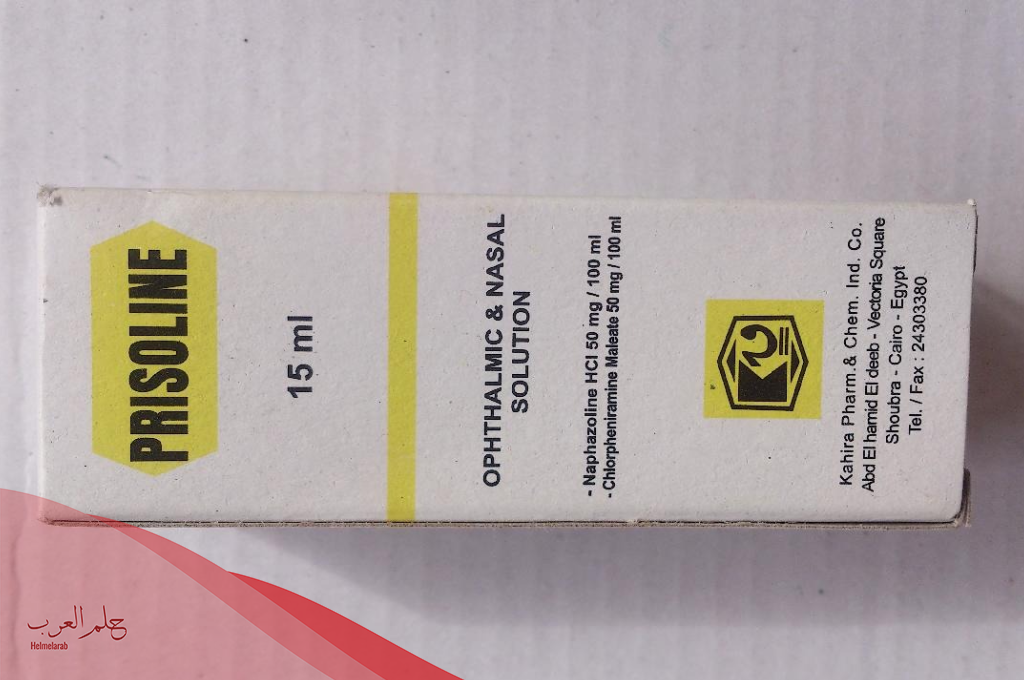 PRISOLINE
15 ml
OPHTHALMIC & NASAL
SOLUTION
- Naphazoline HCl 50 mg / 100 ml
- Chlorpheniramine Maleate 50 mg / 100 ml
Kahira Pharm.& Chem. Ind. Co.
Abd El hamid El deeb - Vectoria Square
Shoubra - Cairo - Egypt
Tel. / Fax : 24303380
حلم العرب
Helmelarab